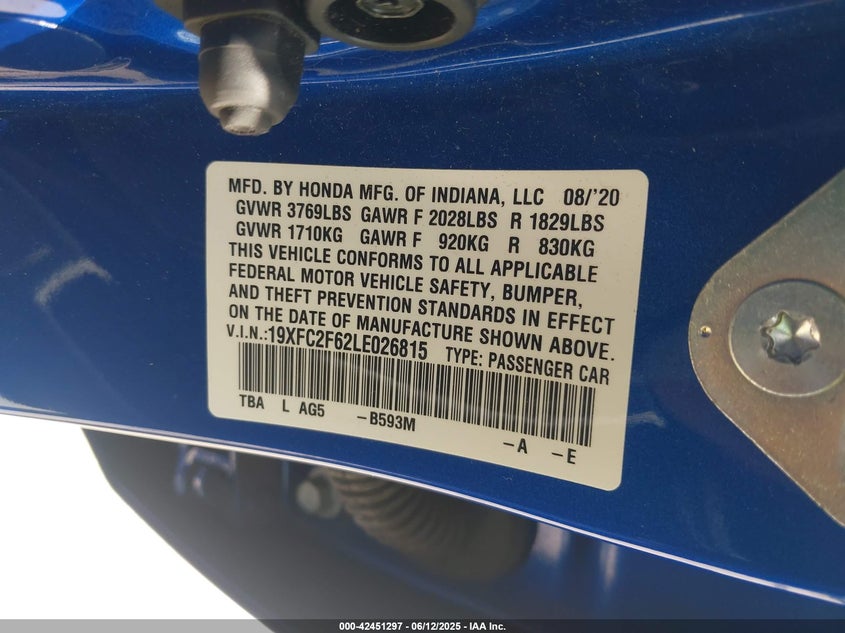 MFD. BY HONDA MFG. OF INDIANA, LLC 08/'20
GVWR 3769LBS GAWR F 2028LBS R 1829LBS
GVWR 1710KG GAWR F 920KG R 830KG
THIS VEHICLE CONFORMS TO ALL APPLICABLE
FEDERAL MOTOR VEHICLE SAFETY, BUMPER,
AND THEFT PREVENTION STANDARDS IN EFFECT
ON THE DATE OF MANUFACTURE SHOWN ABOVE.
V.I.N.:19XFC2F62LE026815 TYPE: PASSENGER CAR
TBA L AG5 -B593M -A -E
000-42451297 - 06/12/2025 - IAA Inc.